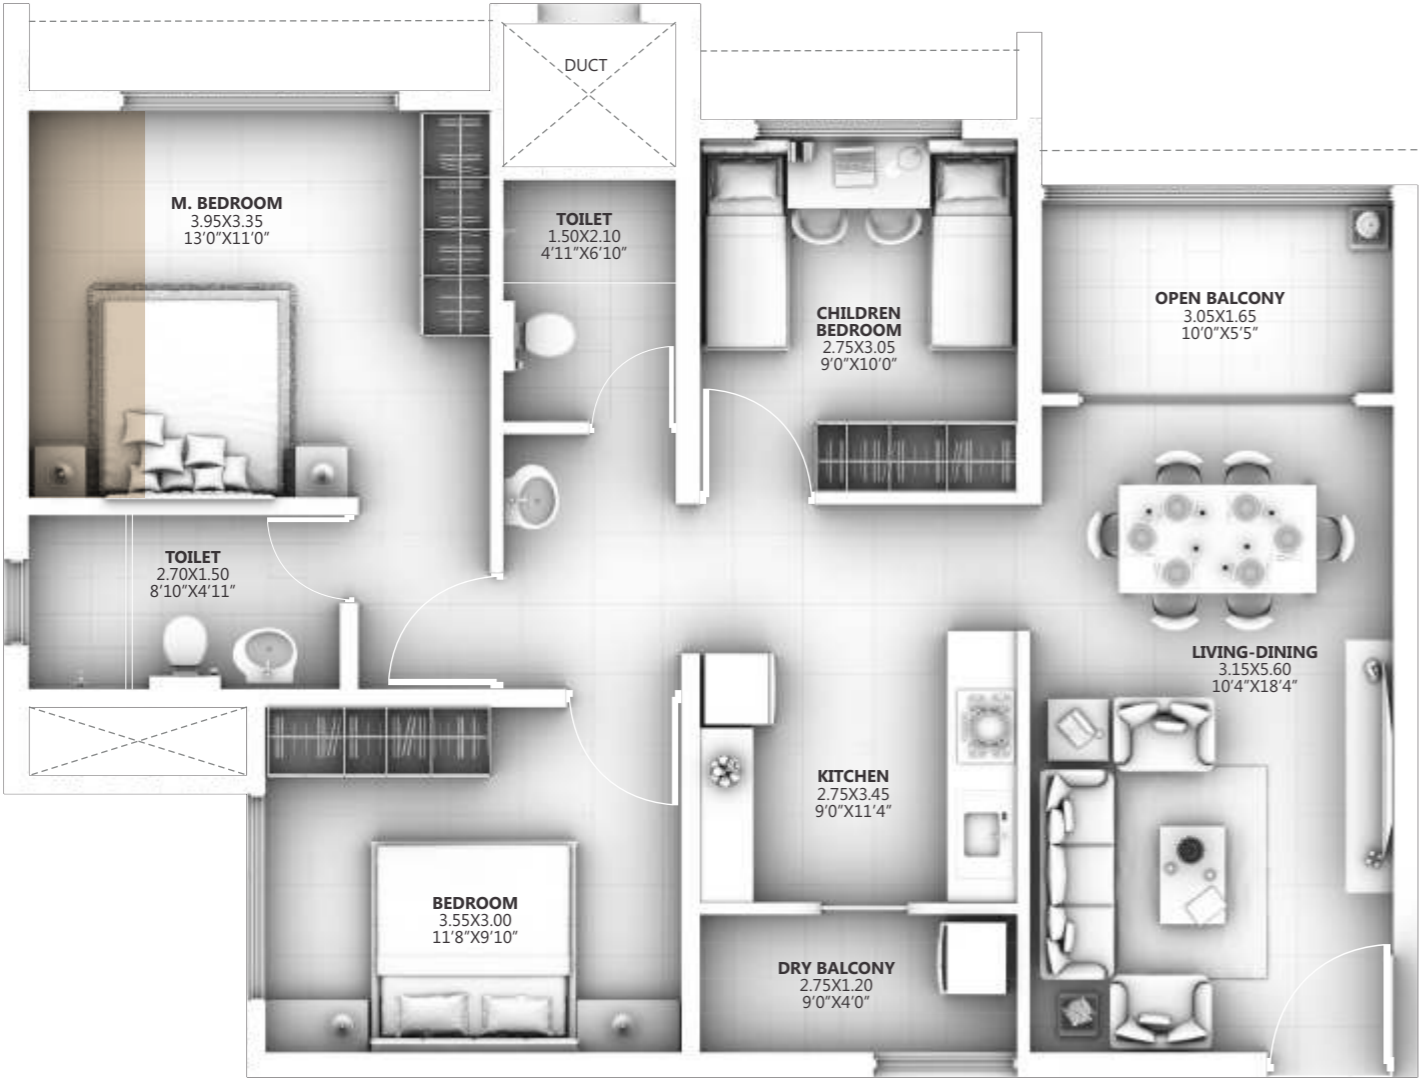 DUCT
M. BEDROOM
3.95X3.35
13'0"X11'0"
TOILET
1.50X2.10
4'11"X6'10"
CHILDREN
BEDROOM
2.75X3.05
9'0"X10'0"
OPEN BALCONY
3.05X1.65
10'0"X5'5"
TOILET
2.70X1.50
8'10"X4'11"
LIVING-DINING
3.15X5.60
10'4"X18'4"
KITCHEN
2.75X3.45
9'0"X11'4"
BEDROOM
3.55X3.00
11'8"X9'10"
DRY BALCONY
2.75X1.20
9'0"X4'0"